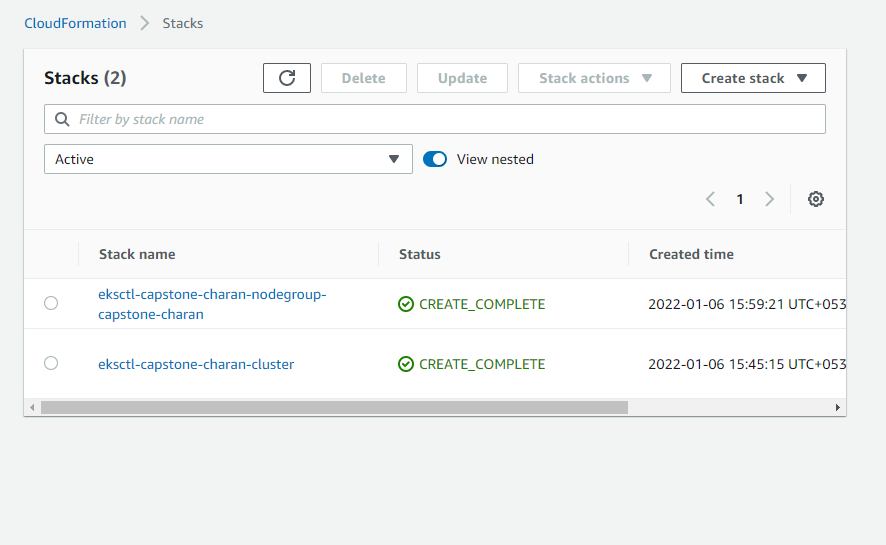 CloudFormation > Stacks
Stacks (2)
Delete
Update
Stack actions
Create stack
Filter by stack name
Active
View nested
1
Stack name Status Created time
eksctl-capstone-charan-nodegroup-
capstone-charan
CREATE_COMPLETE
2022-01-06 15:59:21 UTC+053
eksctl-capstone-charan-cluster
CREATE_COMPLETE
2022-01-06 15:45:15 UTC+053